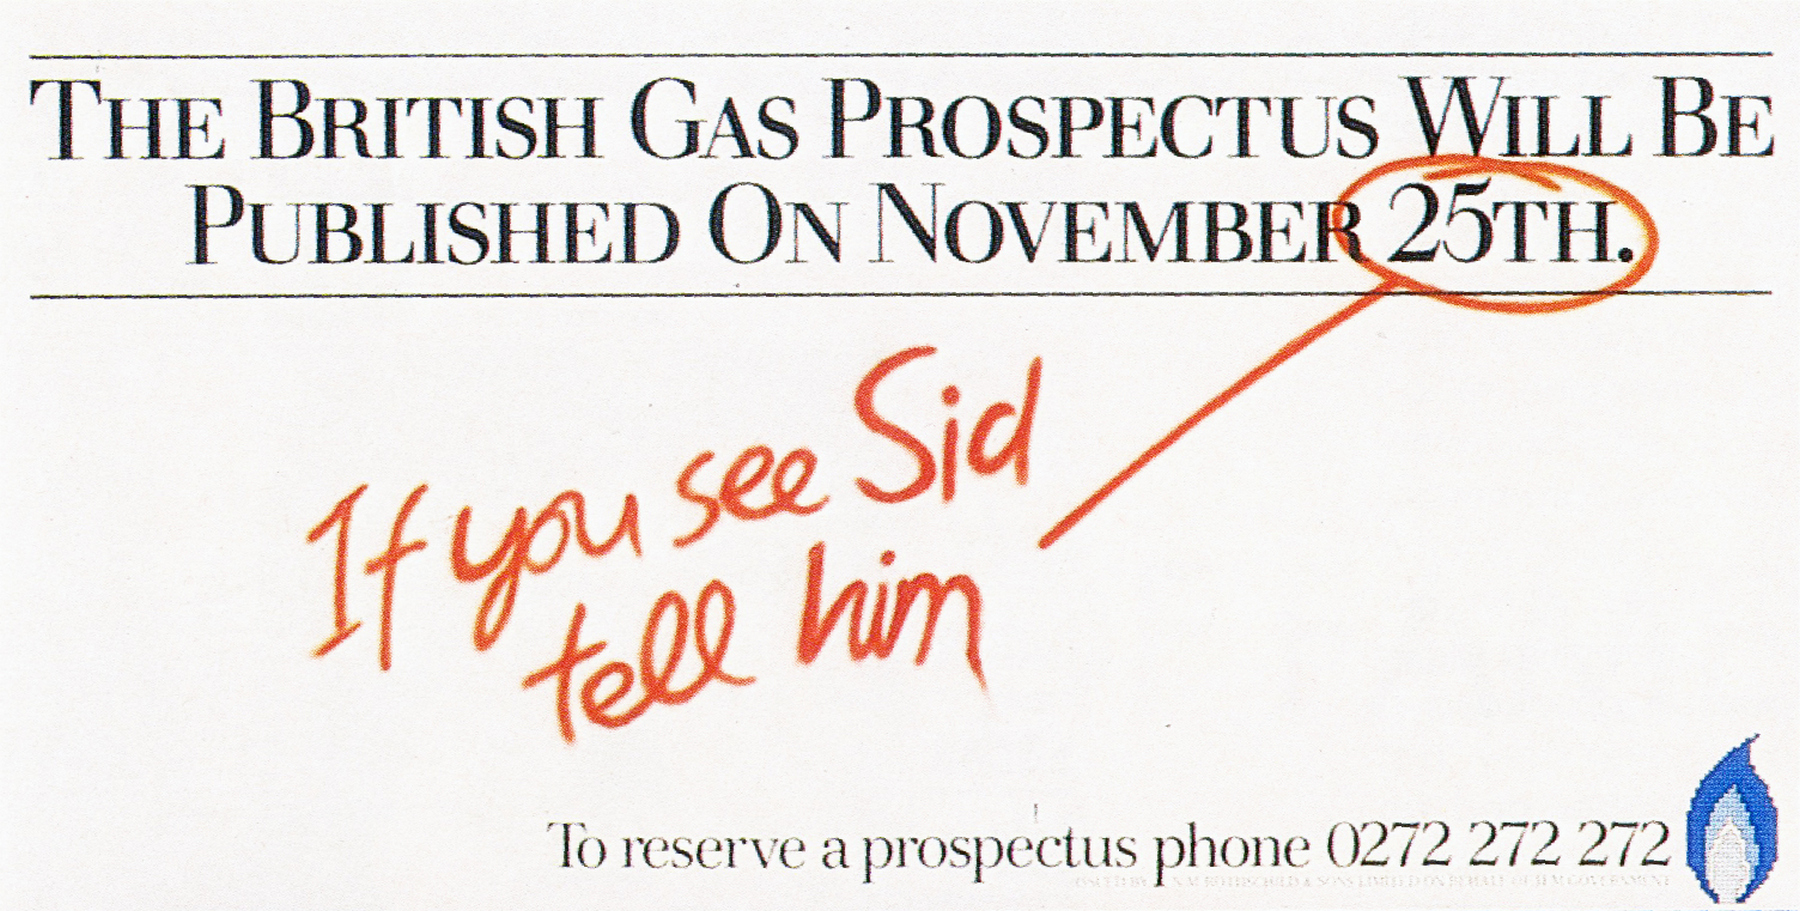 THE BRITISH GAS PROSPECTUS WILL BE
PUBLISHED ON NOVEMBER 25TH.
If you see Sid
tell him
To reserve a prospectus phone 0272 272 272
ISSUED BY N M ROTHSCHILD & SONS LIMITED ON BEHALF OF H M GOVERNMENT